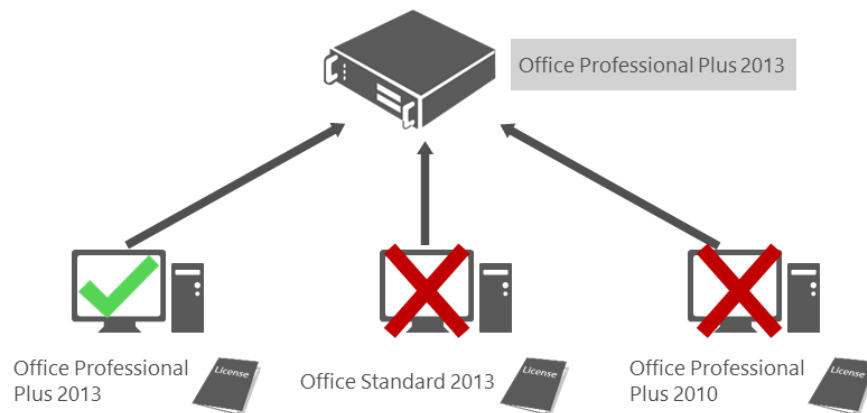 Office Professional Plus 2013
Office Professional
Plus 2013
License
Office Standard 2013
License
Office Professional
Plus 2010
License